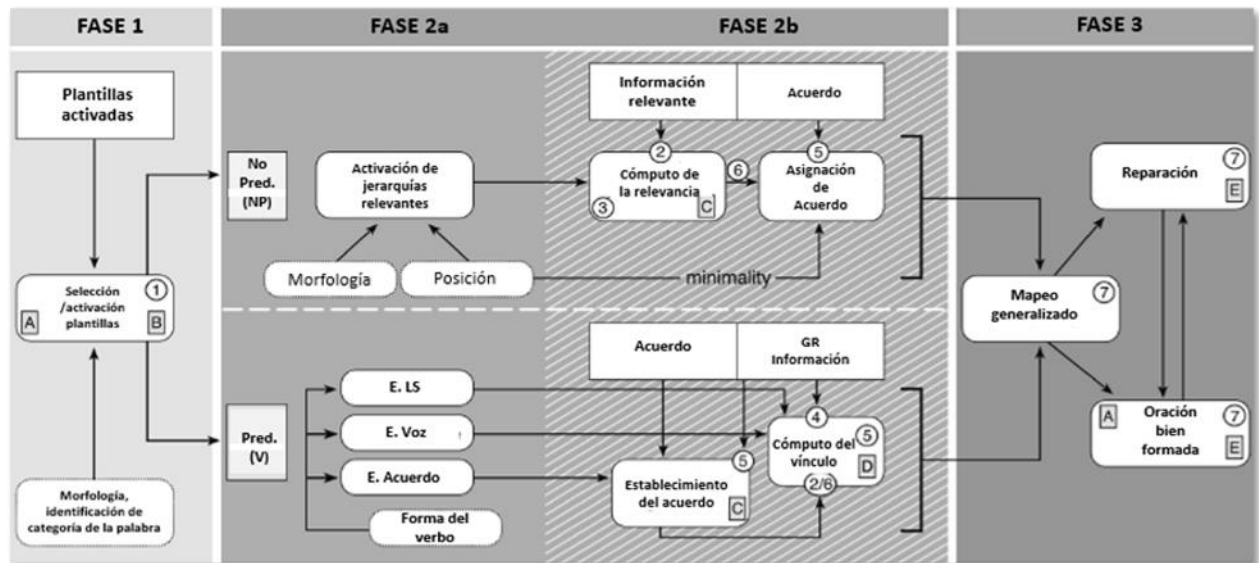 FASE 1
FASE 2a
FASE 2b
FASE 3
Plantillas
activadas
Selección
/activación
plantillas
1
A
B
Morfología,
identificación de
categoría de la palabra
No
Pred.
(NP)
Activación de
jerarquías
relevantes
Morfología
Posición
Información
relevante
Acuerdo
2
Cómputo de
la relevancia
3
C
6
5
Asignación
de
Acuerdo
minimality
Pred.
(V)
E. LS
E. Voz
E. Acuerdo
Forma del
verbo
Acuerdo
GR
Información
4
Cómputo del
vínculo
5
D
2/6
5
Establecimiento
del acuerdo
C
Mapeo
generalizado
7
Reparación
7
E
A
Oración
bien
formada
7
E